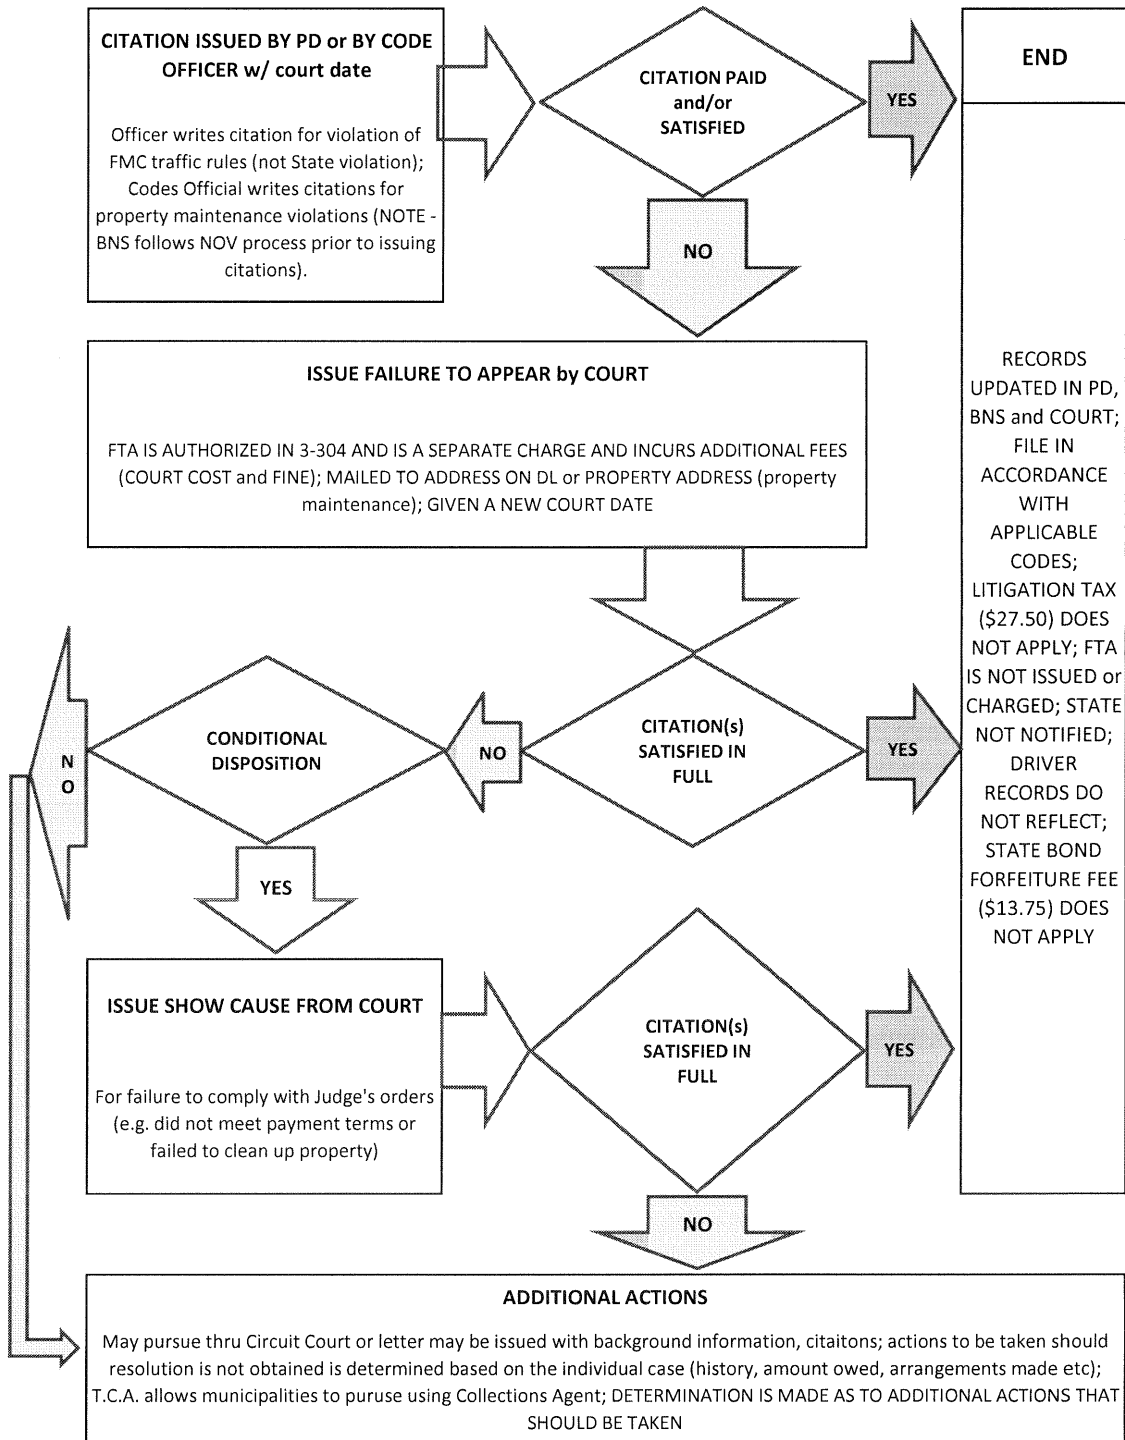 CITATION ISSUED BY PD or BY CODE
OFFICER w/ court date
Officer writes citation for violation of
FMC traffic rules (not State violation);
Codes Official writes citations for
property maintenance violations (NOTE -
BNS follows NOV process prior to issuing
citations).
CITATION PAID
and/or
SATISFIED
YES
END
NO
ISSUE FAILURE TO APPEAR by COURT
FTA IS AUTHORIZED IN 3-304 AND IS A SEPARATE CHARGE AND INCURS ADDITIONAL FEES
(COURT COST and FINE); MAILED TO ADDRESS ON DL or PROPERTY ADDRESS (property
maintenance); GIVEN A NEW COURT DATE
RECORDS
UPDATED IN PD,
BNS and COURT;
FILE IN
ACCORDANCE
WITH
APPLICABLE
CODES;
LITIGATION TAX
($27.50) DOES
NOT APPLY; FTA
IS NOT ISSUED or
CHARGED; STATE
NOT NOTIFIED;
DRIVER
RECORDS DO
NOT REFLECT;
STATE BOND
FORFEITURE FEE
($13.75) DOES
NOT APPLY
CITATION(s)
SATISFIED IN
FULL
YES
NO
CONDITIONAL
DISPOSiTION
N
O
YES
ISSUE SHOW CAUSE FROM COURT
For failure to comply with Judge's orders
(e.g. did not meet payment terms or
failed to clean up property)
CITATION(s)
SATISFIED IN
FULL
YES
NO
ADDITIONAL ACTIONS
May pursue thru Circuit Court or letter may be issued with background information, citaitons; actions to be taken should
resolution is not obtained is determined based on the individual case (history, amount owed, arrangements made etc);
T.C.A. allows municipalities to puruse using Collections Agent; DETERMINATION IS MADE AS TO ADDITIONAL ACTIONS THAT
SHOULD BE TAKEN